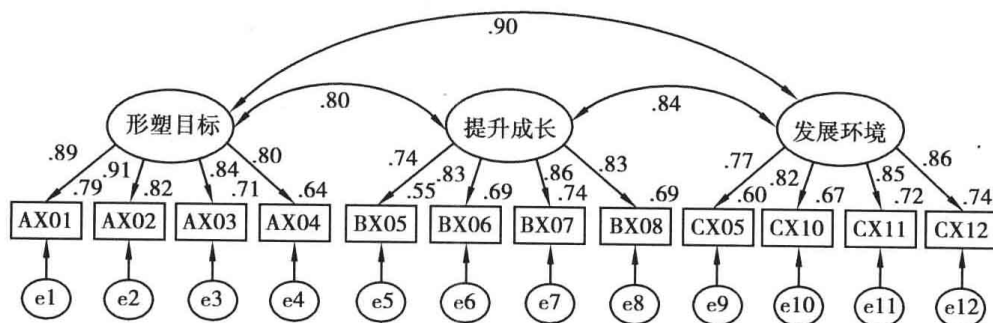 .90
.80
.84
形塑目标 提升成长 发展环境
.89 .91 .84 .80 .74 .83 .86 .83 .77 .82 .85 .86
.79 .82 .71 .64 .55 .69 .74 .69 .60 .67 .72 .74
AX01 AX02 AX03 AX04 BX05 BX06 BX07 BX08 CX05 CX10 CX11 CX12
e1 e2 e3 e4 e5 e6 e7 e8 e9 e10 e11 e12